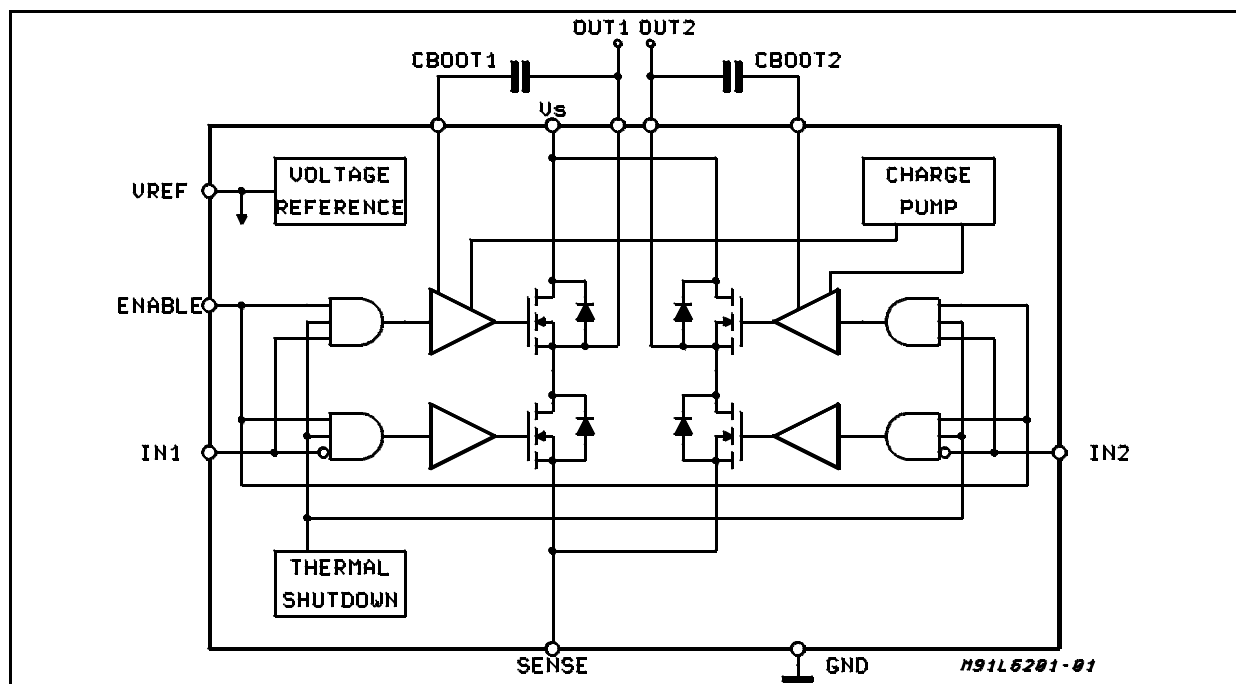 OUT1 OUT2
CBOOT1
CBOOT2
Vs
VREF
VOLTAGE
REFERENCE
CHARGE
PUMP
ENABLE
IN1
IN2
THERMAL
SHUTDOWN
SENSE
GND
M91L6201-01